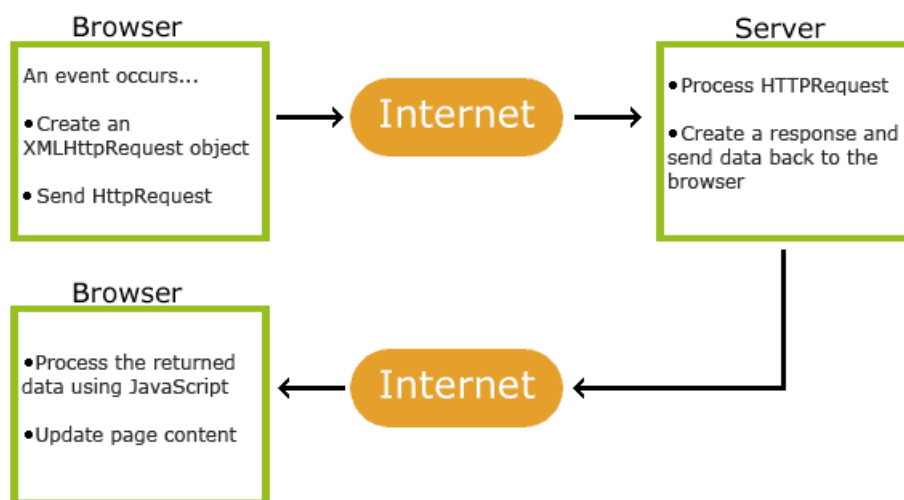 Browser
An event occurs...
•Create an
XMLHttpRequest object
•Send HttpRequest
Internet
Server
•Process HTTPRequest
•Create a response and
send data back to the
browser
Browser
•Process the returned
data using JavaScript
•Update page content
Internet